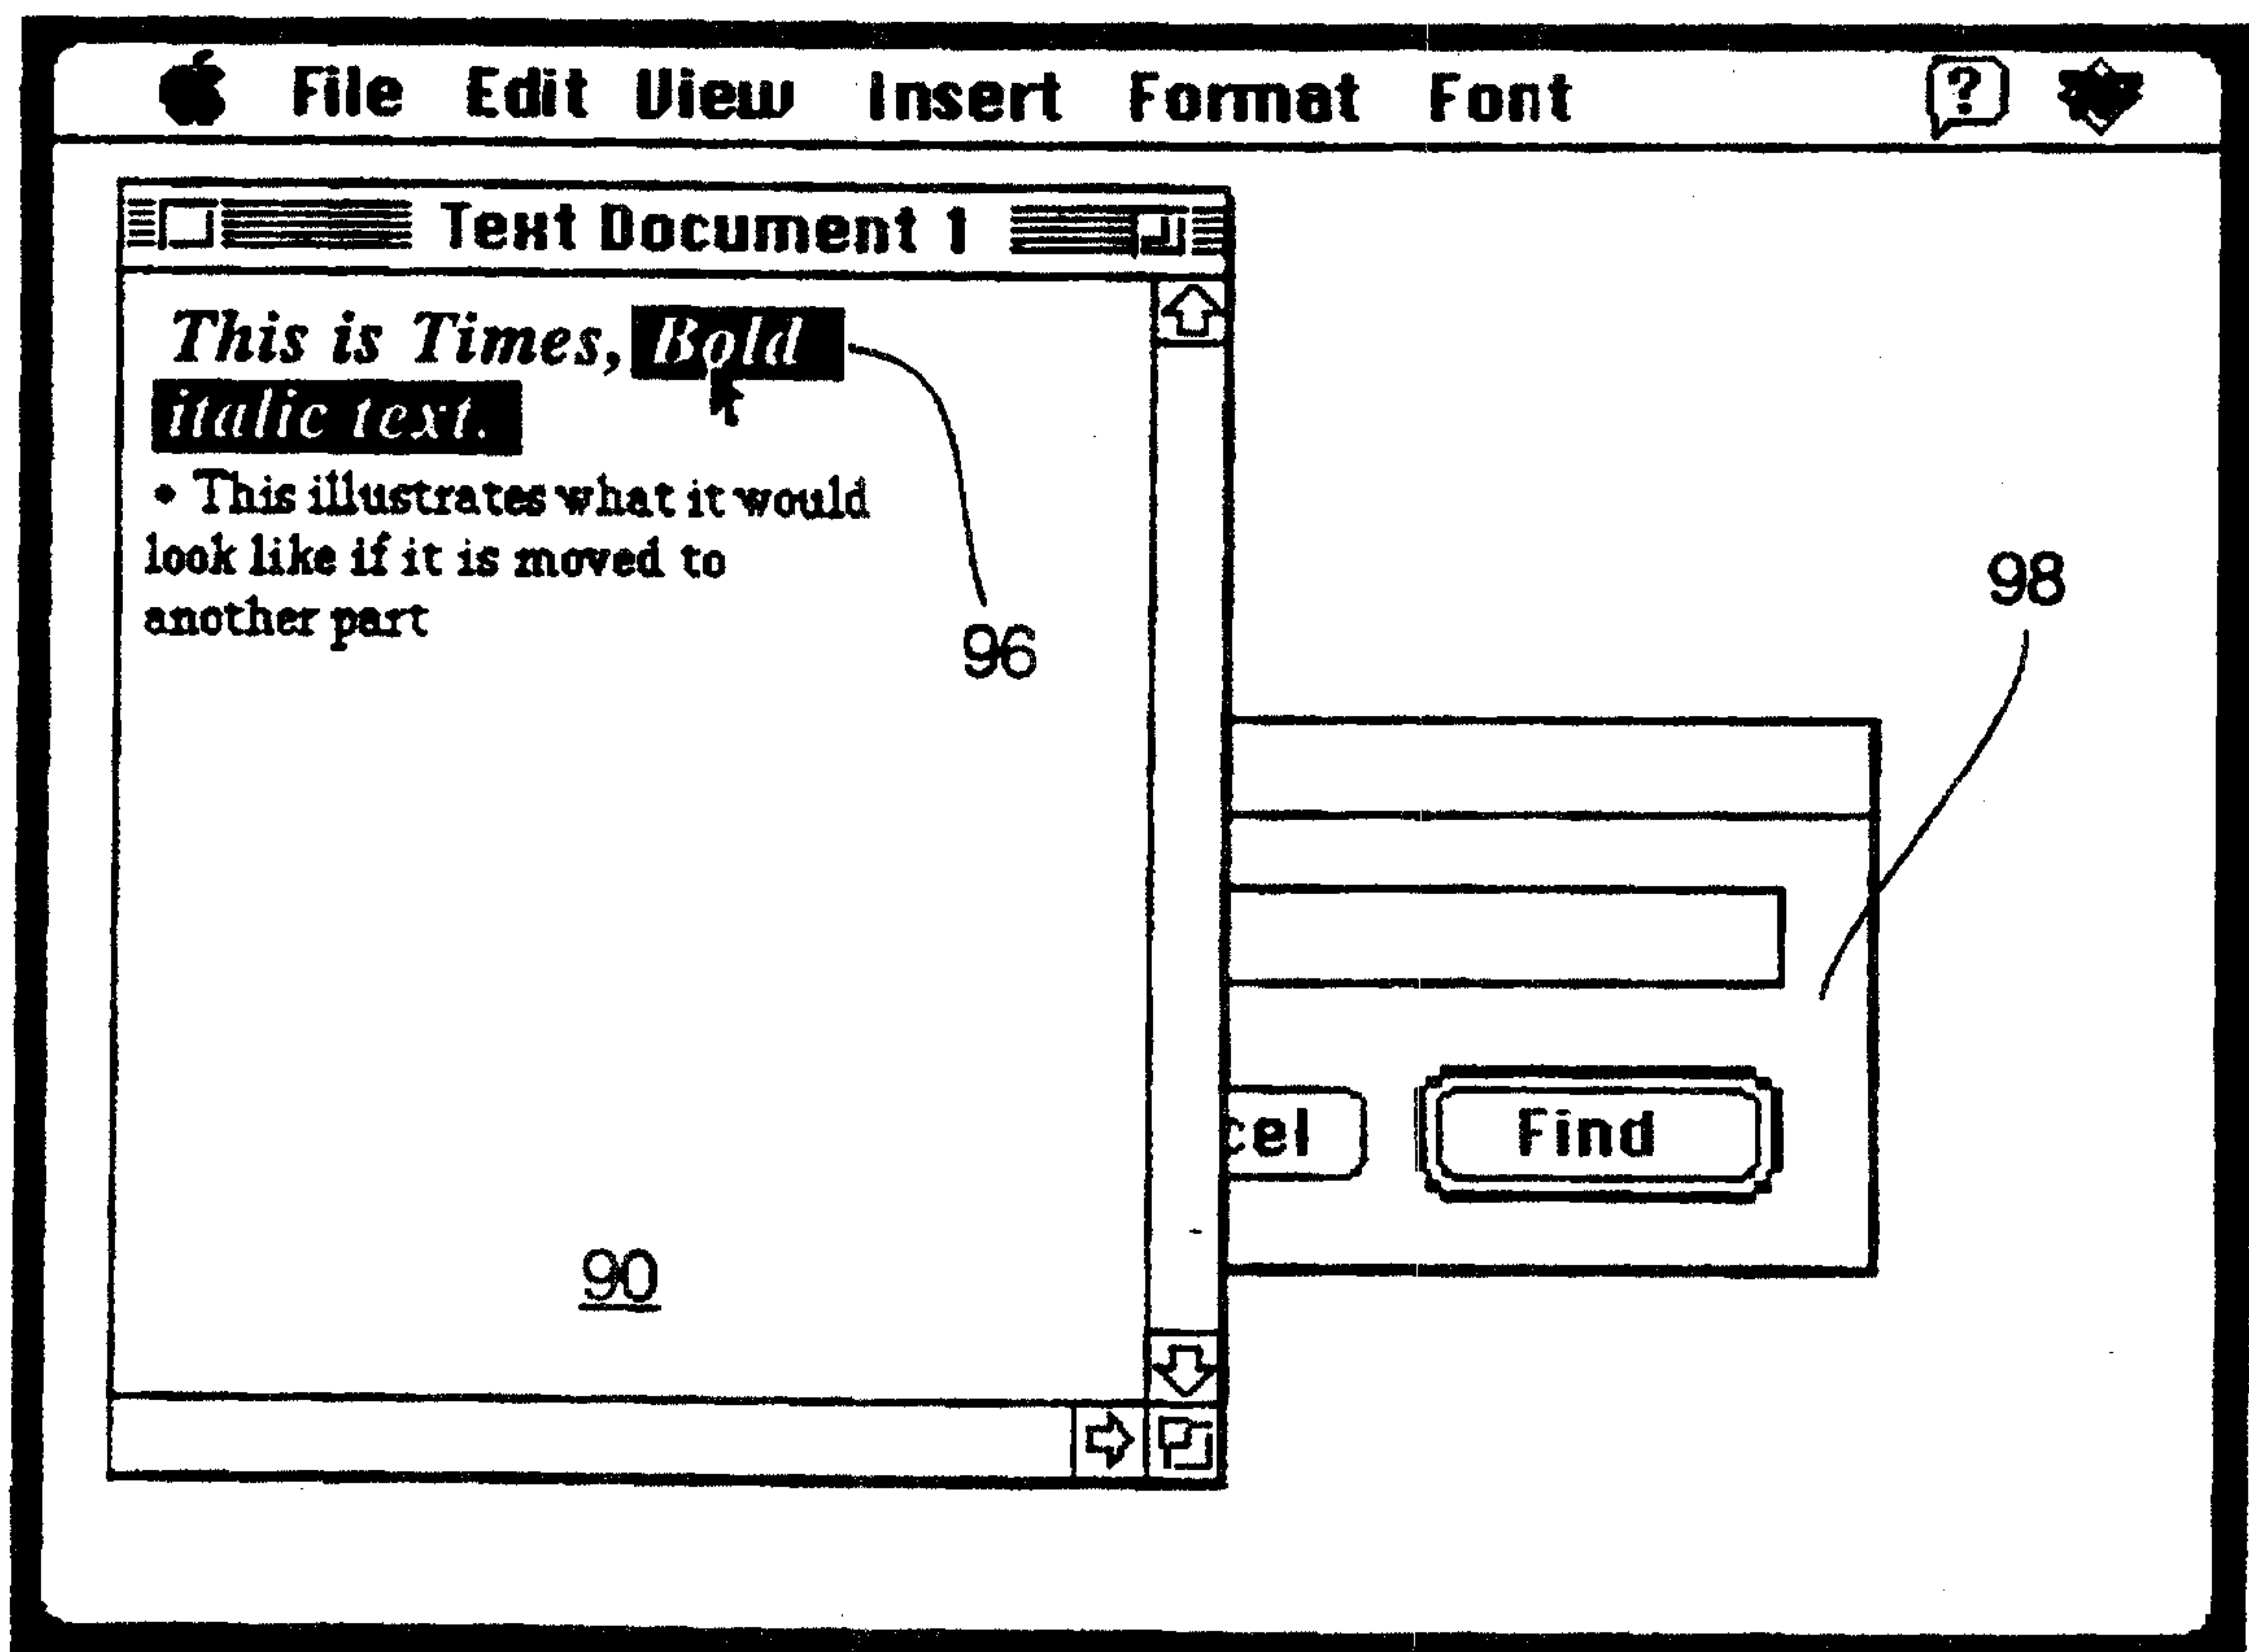 File Edit View Insert Format Font ?
Text Document 1
This is Times, Bold
italic text.
• This illustrates what it would
look like if it is moved to
another part
96
98
cel Find
90